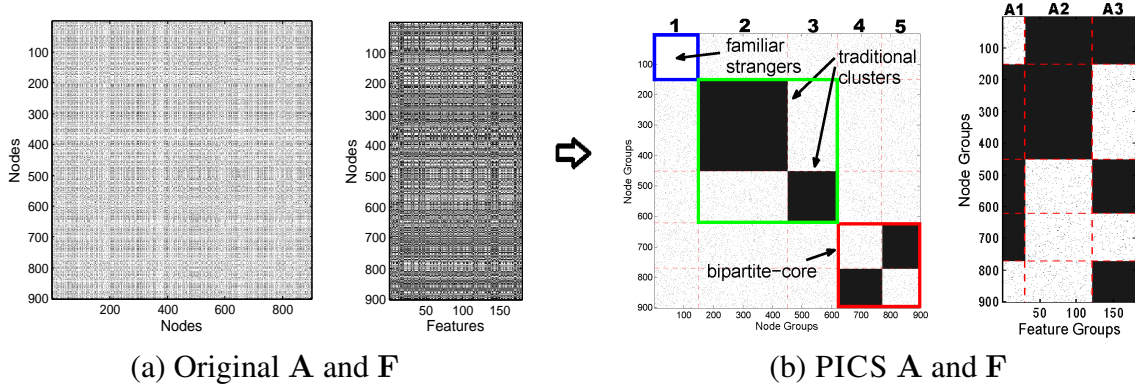 Nodes
100
200
300
400
500
600
700
800
900
200 400 600 800
Nodes
Nodes
100
200
300
400
500
600
700
800
900
50 100 150
Features
1 2 3 4 5
familiar
strangers
traditional
clusters
bipartite-core
Node Groups
100
200
300
400
500
600
700
800
900
100 200 300 400 500 600 700 800 900
Node Groups
A1 A2 A3
Node Groups
100
200
300
400
500
600
700
800
900
50 100 150
Feature Groups
(a) Original A and F
(b) PICS A and F